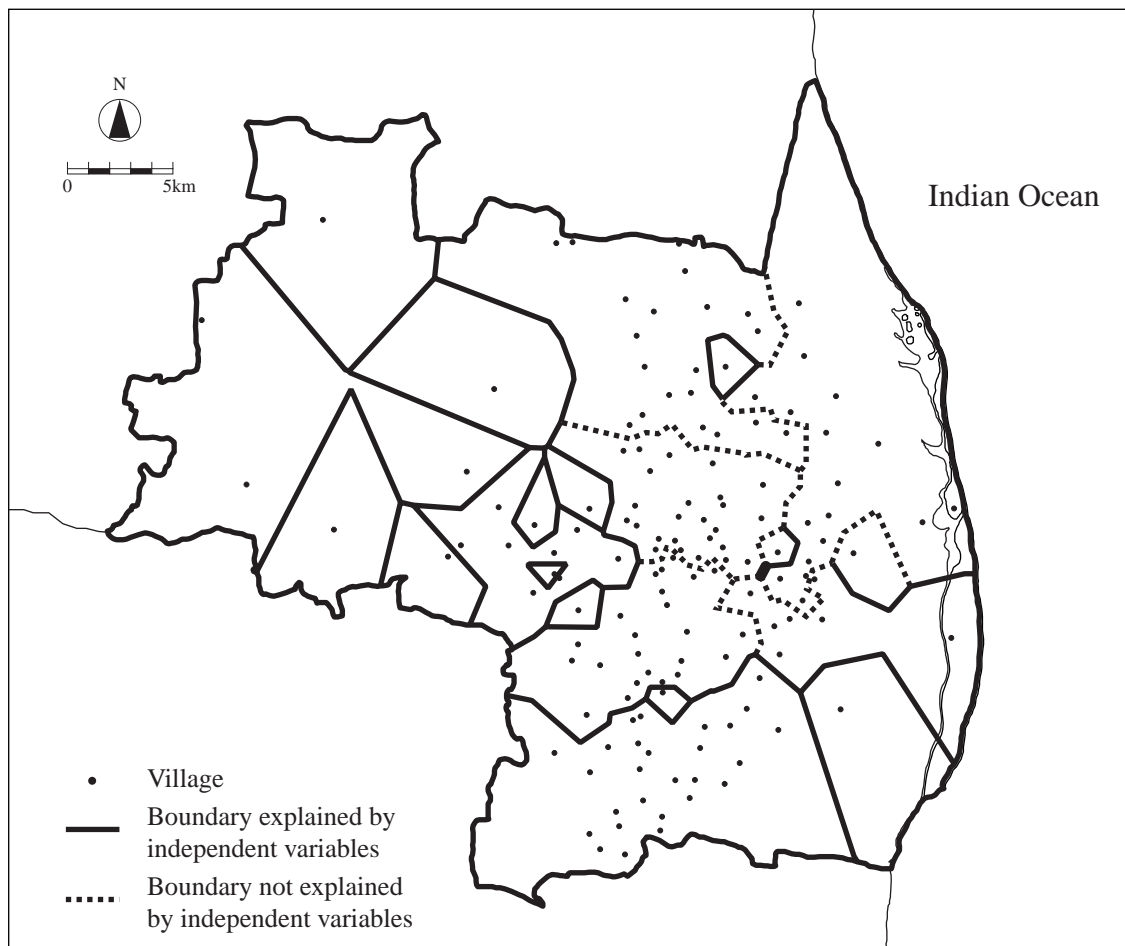 N
0 5km
Indian Ocean
Village
Boundary explained by
independent variables
Boundary not explained
by independent variables